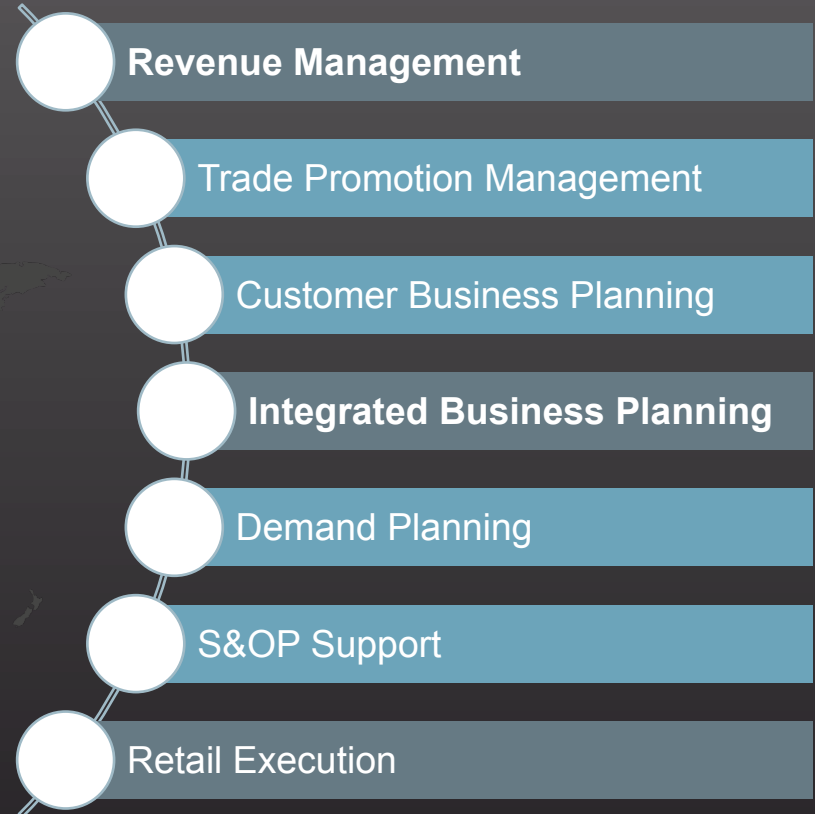 Revenue Management
Trade Promotion Management
Customer Business Planning
Integrated Business Planning
Demand Planning
S&OP Support
Retail Execution